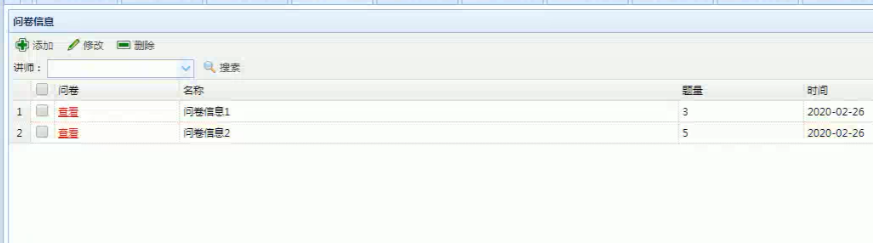 问卷信息
添加 修改 删除
讲师： 搜索
问卷 名称 题量 时间
1 查看 问卷信息1 3 2020-02-26
2 查看 问卷信息2 5 2020-02-26